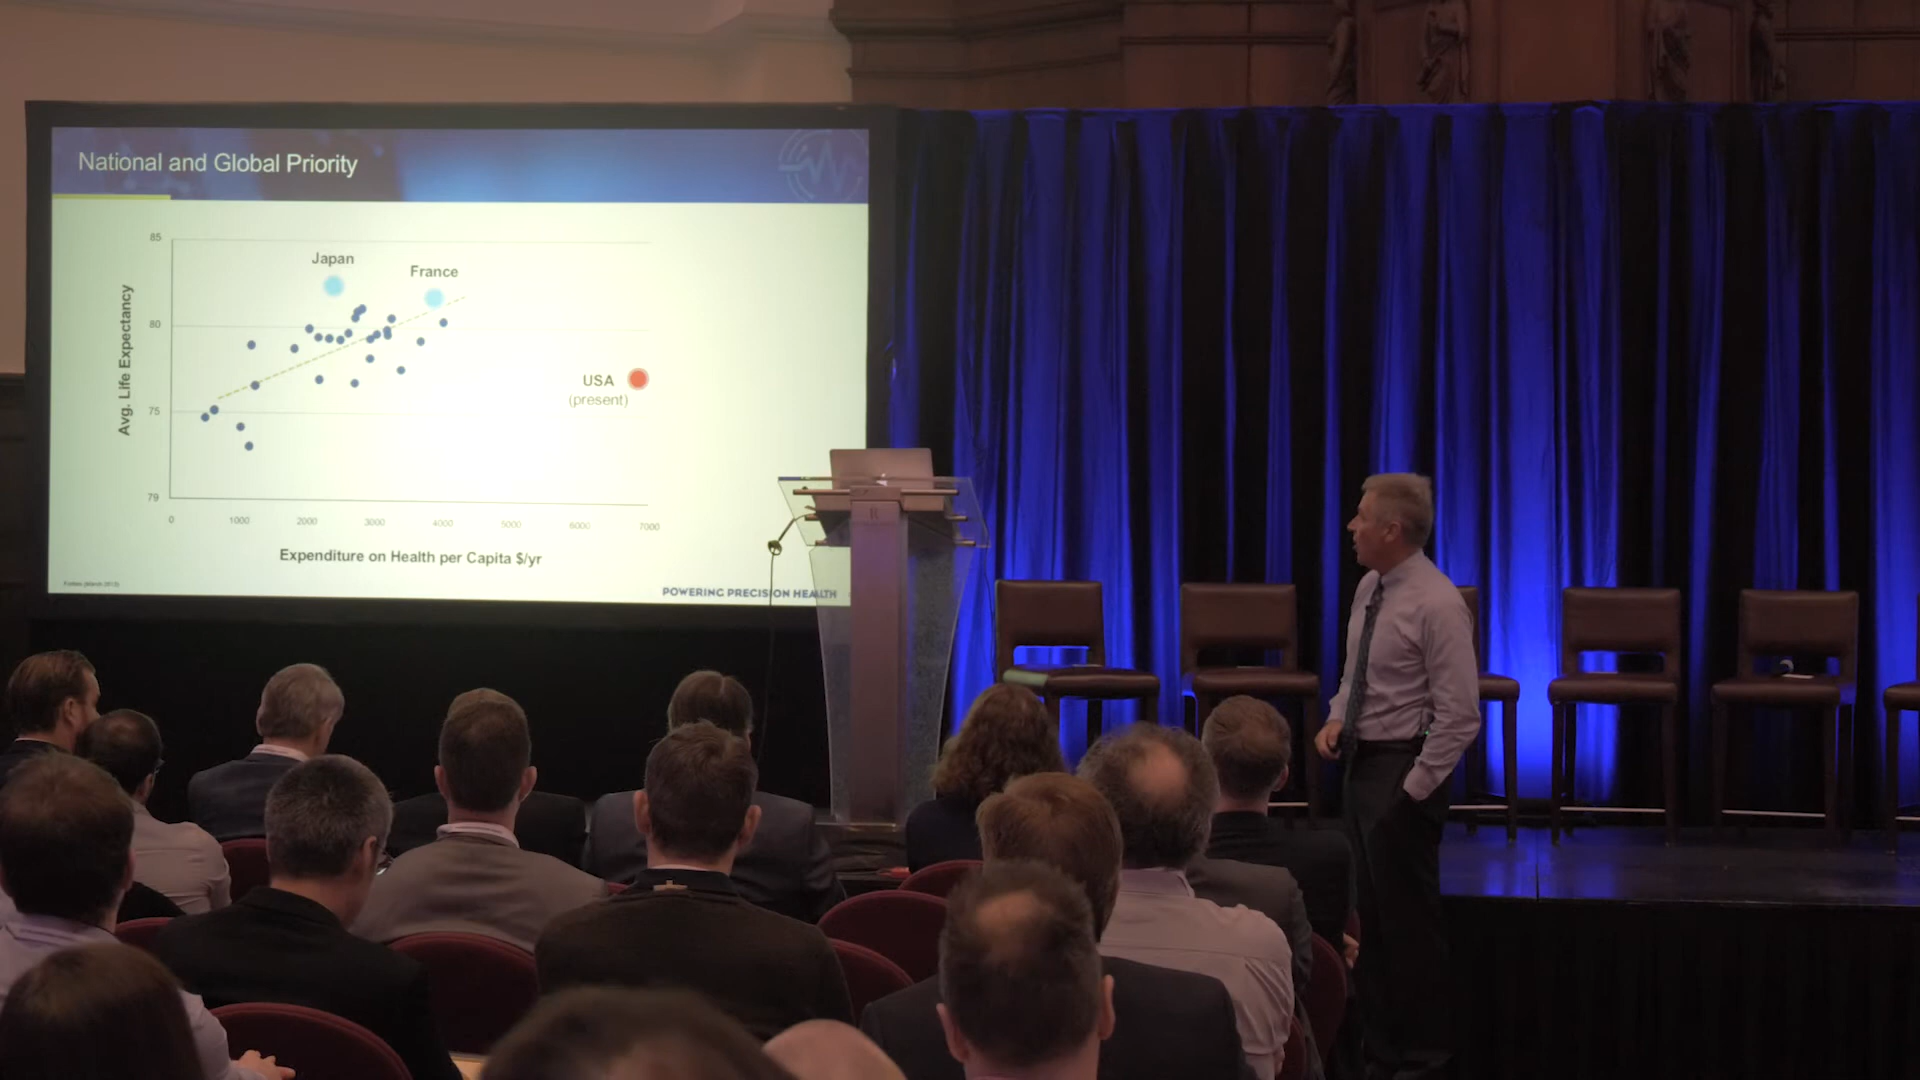 National and Global Priority
85
Japan
France
80
Avg. Life Expectancy
USA
(present)
75
79
0 1000 2000 3000 4000 5000 6000 7000
Expenditure on Health per Capita $/yr
POWERING PRECISION HEALTH